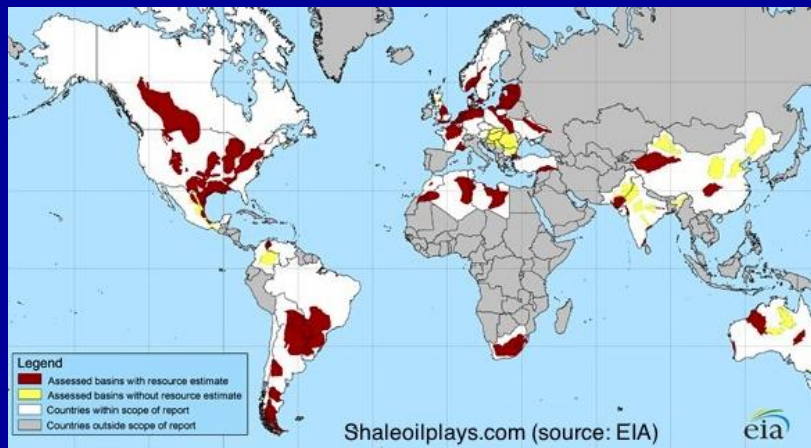 Legend
Assessed basins with resource estimate
Assessed basins without resource estimate
Countries within scope of report
Countries outside scope of report
Shaleoilplays.com (source: EIA)
eia